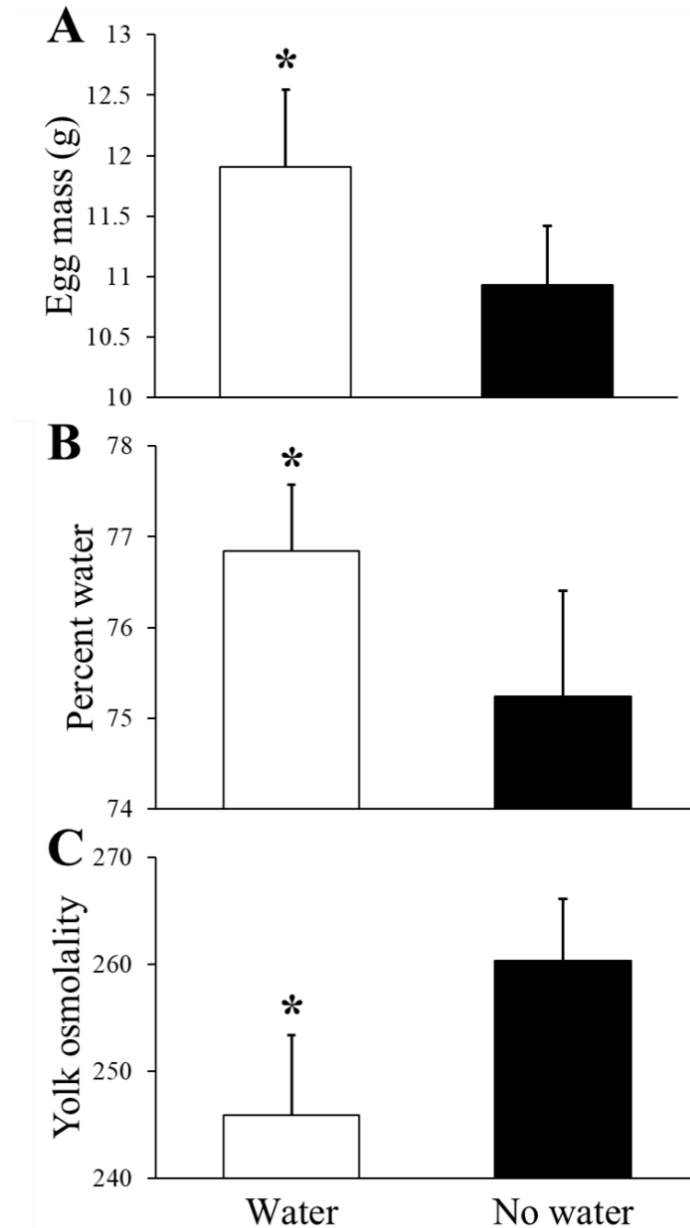 A
*
Egg mass (g)
13
12.5
12
11.5
11
10.5
10
B
*
Percent water
78
77
76
75
74
C
*
Yolk osmolality
270
260
250
240
Water No water